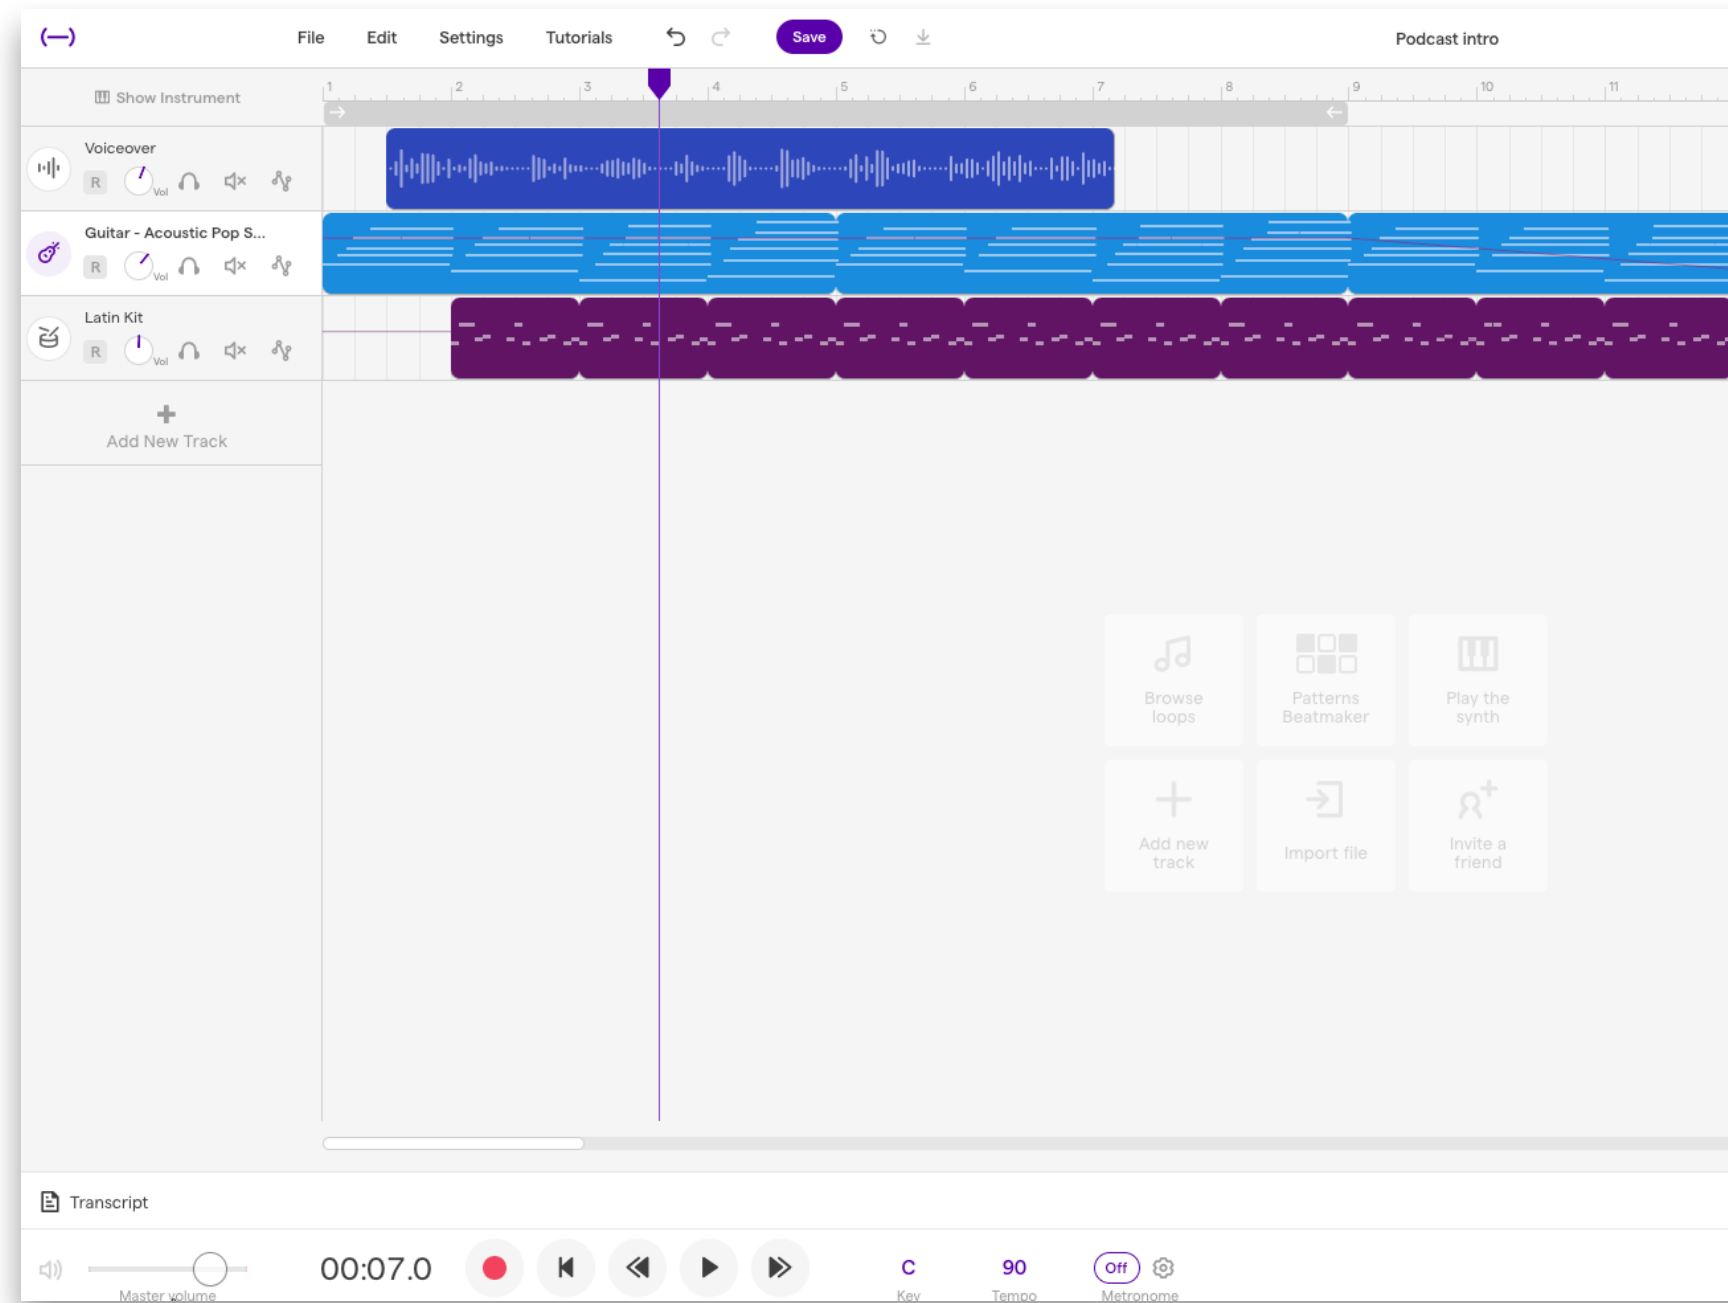 File Edit Settings Tutorials Save Podcast intro
Show Instrument
1 2 3 4 5 6 7 8 9 10 11
Voiceover
R Vol
Guitar - Acoustic Pop S...
R Vol
Latin Kit
R Vol
Add New Track
Browse
loops
Patterns
Beatmaker
Play the
synth
Add new
track
Import file
Invite a
friend
Transcript
00:07.0 C 90 Off
Master volume Key Tempo Metronome